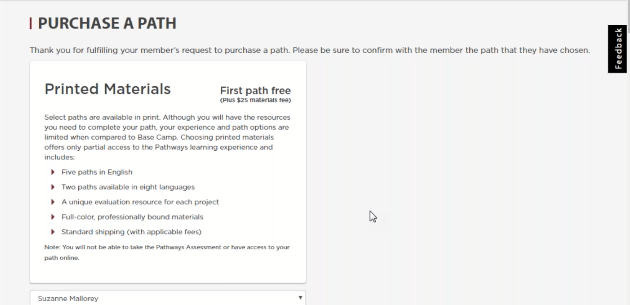 PURCHASE A PATH
Thank you for fulfilling your member's request to purchase a path. Please be sure to confirm with the member the path that they have chosen.
Feedback
Printed Materials
First path free
(Plus $25 materials fee)
Select paths are available in print. Although you will have the resources
you need to complete your path, your experience and path options are
limited when compared to Base Camp. Choosing printed materials
offers only partial access to the Pathways learning experience and
includes:
Five paths in English
Two paths available in eight languages
A unique evaluation resource for each project
Full-color, professionally bound materials
Standard shipping (with applicable fees)
Note: You will not be able to take the Pathways Assessment or have access to your
path online.
Suzanne Mallorey